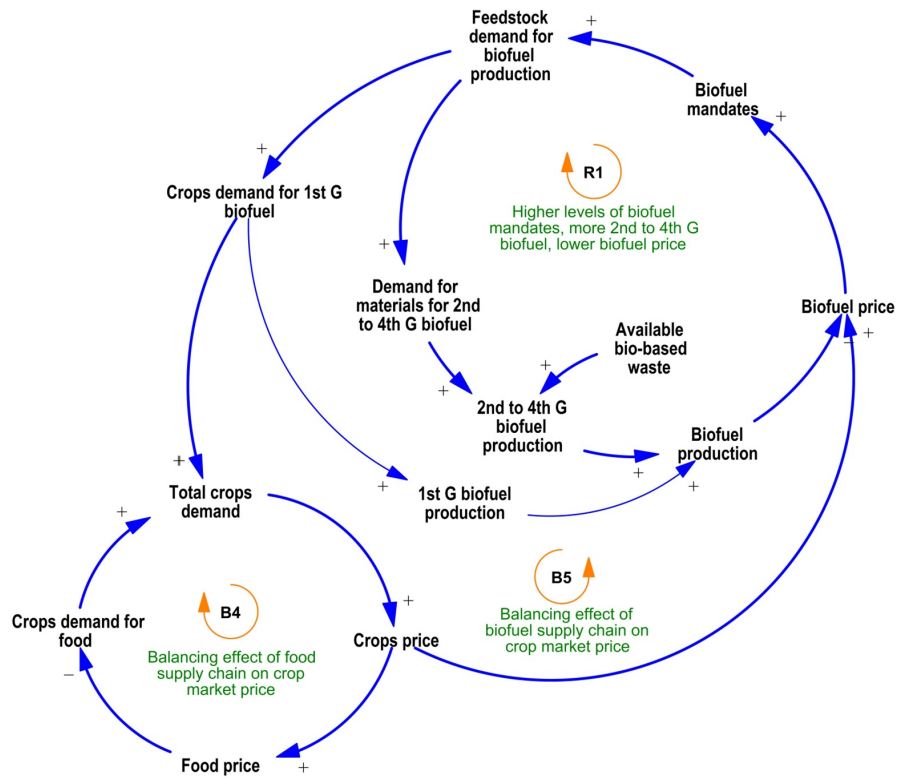 Feedstock
demand for
biofuel
production
+
Biofuel
mandates
+
+
Crops demand for 1st G
biofuel
R1
Higher levels of biofuel
mandates, more 2nd to 4th G
biofuel, lower biofuel price
+
Demand for
materials for 2nd
to 4th G biofuel
Biofuel price
+
−
Available
bio-based
waste
+
+
2nd to 4th G
biofuel
production
Biofuel
production
+
+
+
+
1st G biofuel
production
Total crops
demand
+
B5
Balancing effect of
biofuel supply chain on
crop market price
+
B4
Balancing effect of food
supply chain on crop
market price
Crops demand for
food
Crops price
−
Food price
+